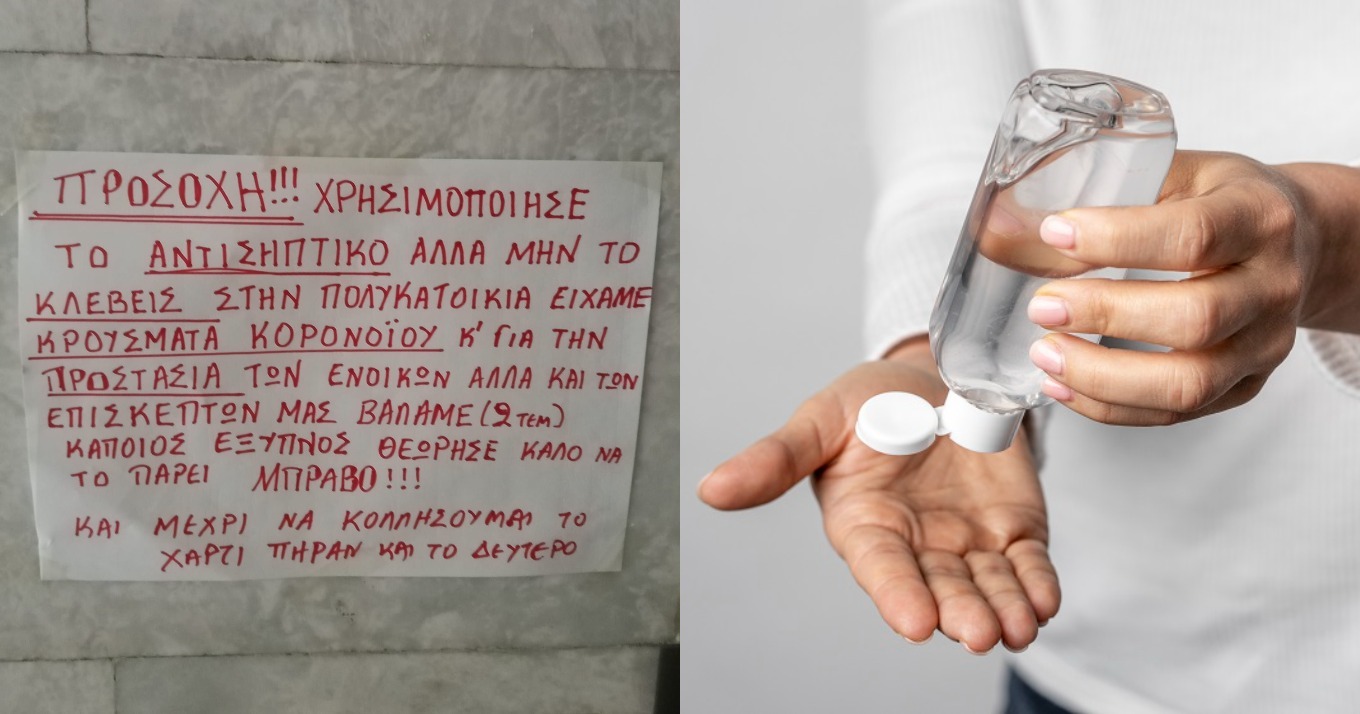 ΠΡΟΣΟΧΗ!!! ΧΡΗΣΙΜΟΠΟΙΗΣΕ
ΤΟ ΑΝΤΙΣΗΠΤΙΚΟ ΑΛΛΑ ΜΗΝ ΤΟ
ΚΛΕΒΕΙΣ ΣΤΗΝ ΠΟΛΥΚΑΤΟΙΚΙΑ ΕΙΧΑΜΕ
ΚΡΟΥΣΜΑΤΑ ΚΟΡΟΝΟΪΟΥ Κ' ΓΙΑ ΤΗΝ
ΠΡΟΣΤΑΣΙΑ ΤΩΝ ΕΝΟΙΚΩΝ ΑΛΛΑ ΚΑΙ ΤΩΝ
ΕΠΙΣΚΕΠΤΩΝ ΜΑΣ ΒΑΛΑΜΕ (2 ΤΕΜ)
ΚΑΠΟΙΟΣ ΕΞΥΠΝΟΣ ΘΕΩΡΗΣΕ ΚΑΛΟ ΝΑ
ΤΟ ΠΑΡΕΙ ΜΠΡΑΒΟ!!!
ΚΑΙ ΜΕΧΡΙ ΝΑ ΚΟΛΛΗΣΟΥΜΑΙ ΤΟ
ΧΑΡΤΙ ΠΗΡΑΝ ΚΑΙ ΤΟ ΔΕΥΤΕΡΟ